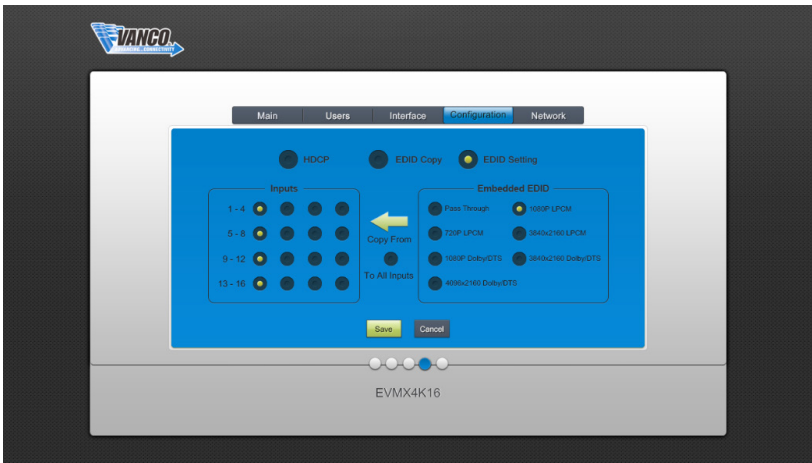 VANCO
ADVANCING...CONNECTIVITY
Main Users Interface Configuration Network
HDCP EDID Copy EDID Setting
Inputs
1 - 4
5 - 8
9 - 12
13 - 16
Copy From
To All Inputs
Embedded EDID
Pass Through 1080P LPCM
720P LPCM 3840x2160 LPCM
1080P Dolby/DTS 3840x2160 Dolby/DTS
4096x2160 Dolby/DTS
Save Cancel
EVMX4K16